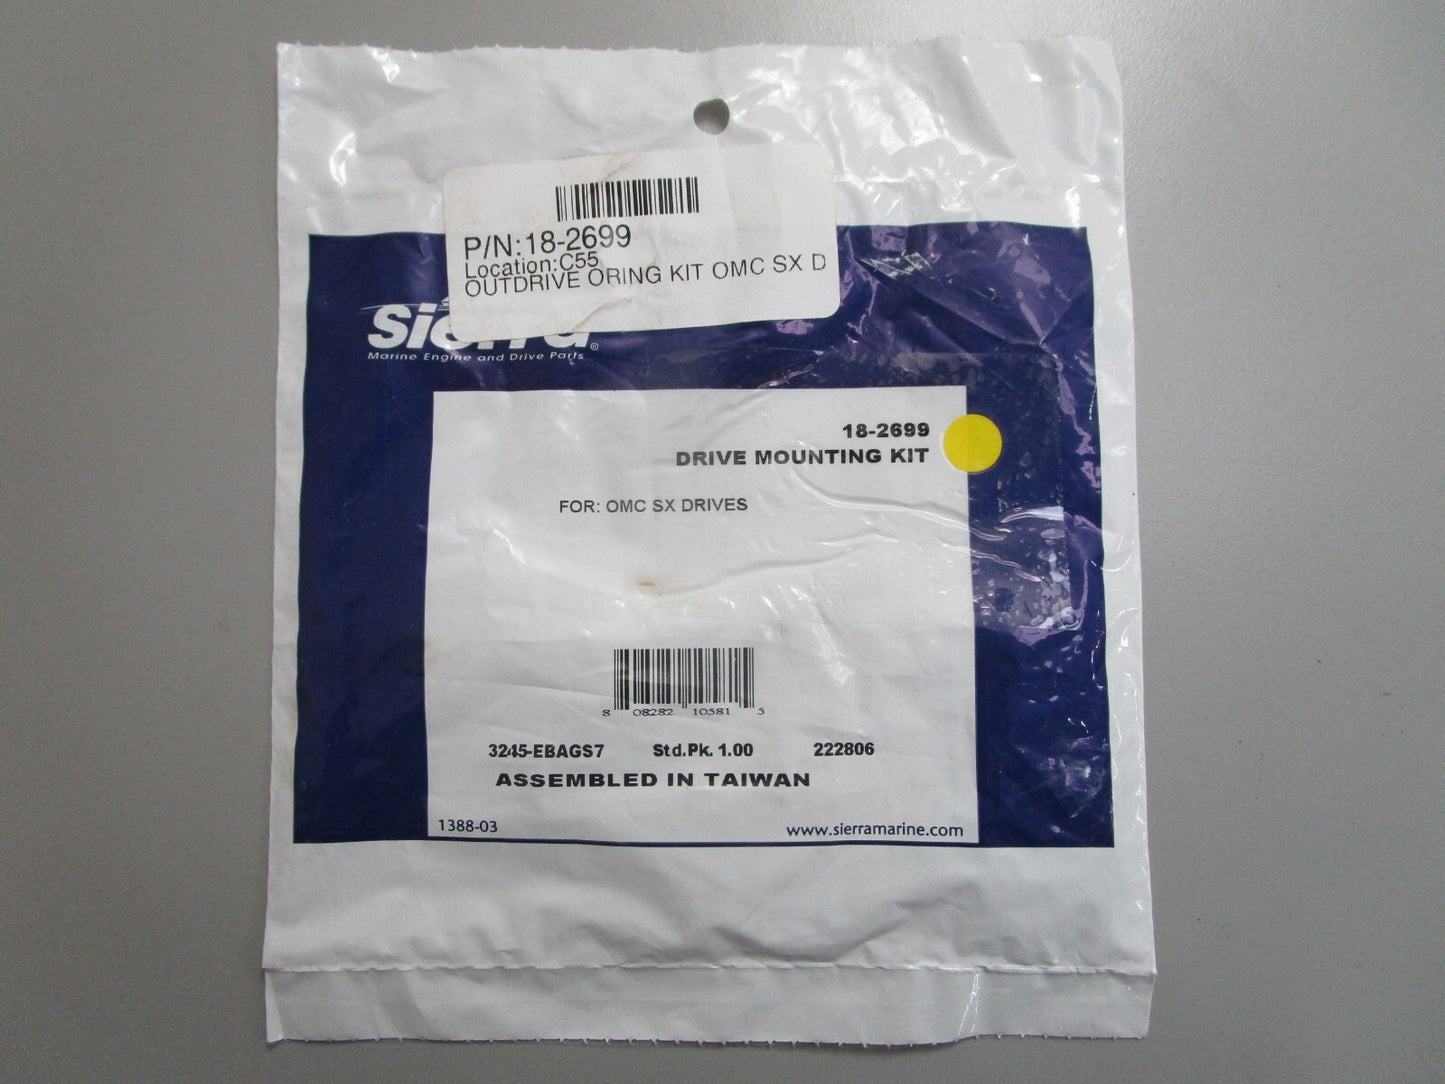 P/N:18-2699
Location:C55
OUTDRIVE ORING KIT OMC SX D
Sierra®
Marine Engine and Drive Parts
18-2699
DRIVE MOUNTING KIT
FOR: OMC SX DRIVES
8 08282 10581 5
3245-EBAGS7 Std.Pk. 1.00 222806
ASSEMBLED IN TAIWAN
1388-03 www.sierramarine.com